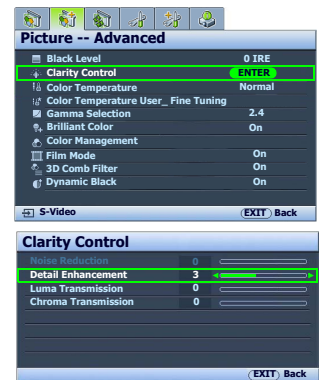 Picture -- Advanced
Black Level 0 IRE
Clarity Control ENTER
Color Temperature Normal
Color Temperature User_ Fine Tuning
Gamma Selection 2.4
Brilliant Color On
Color Management
Film Mode On
3D Comb Filter On
Dynamic Black On
S-Video EXIT Back
Clarity Control
Noise Reduction 0
Detail Enhancement 3
Luma Transmission 0
Chroma Transmission 0
EXIT Back